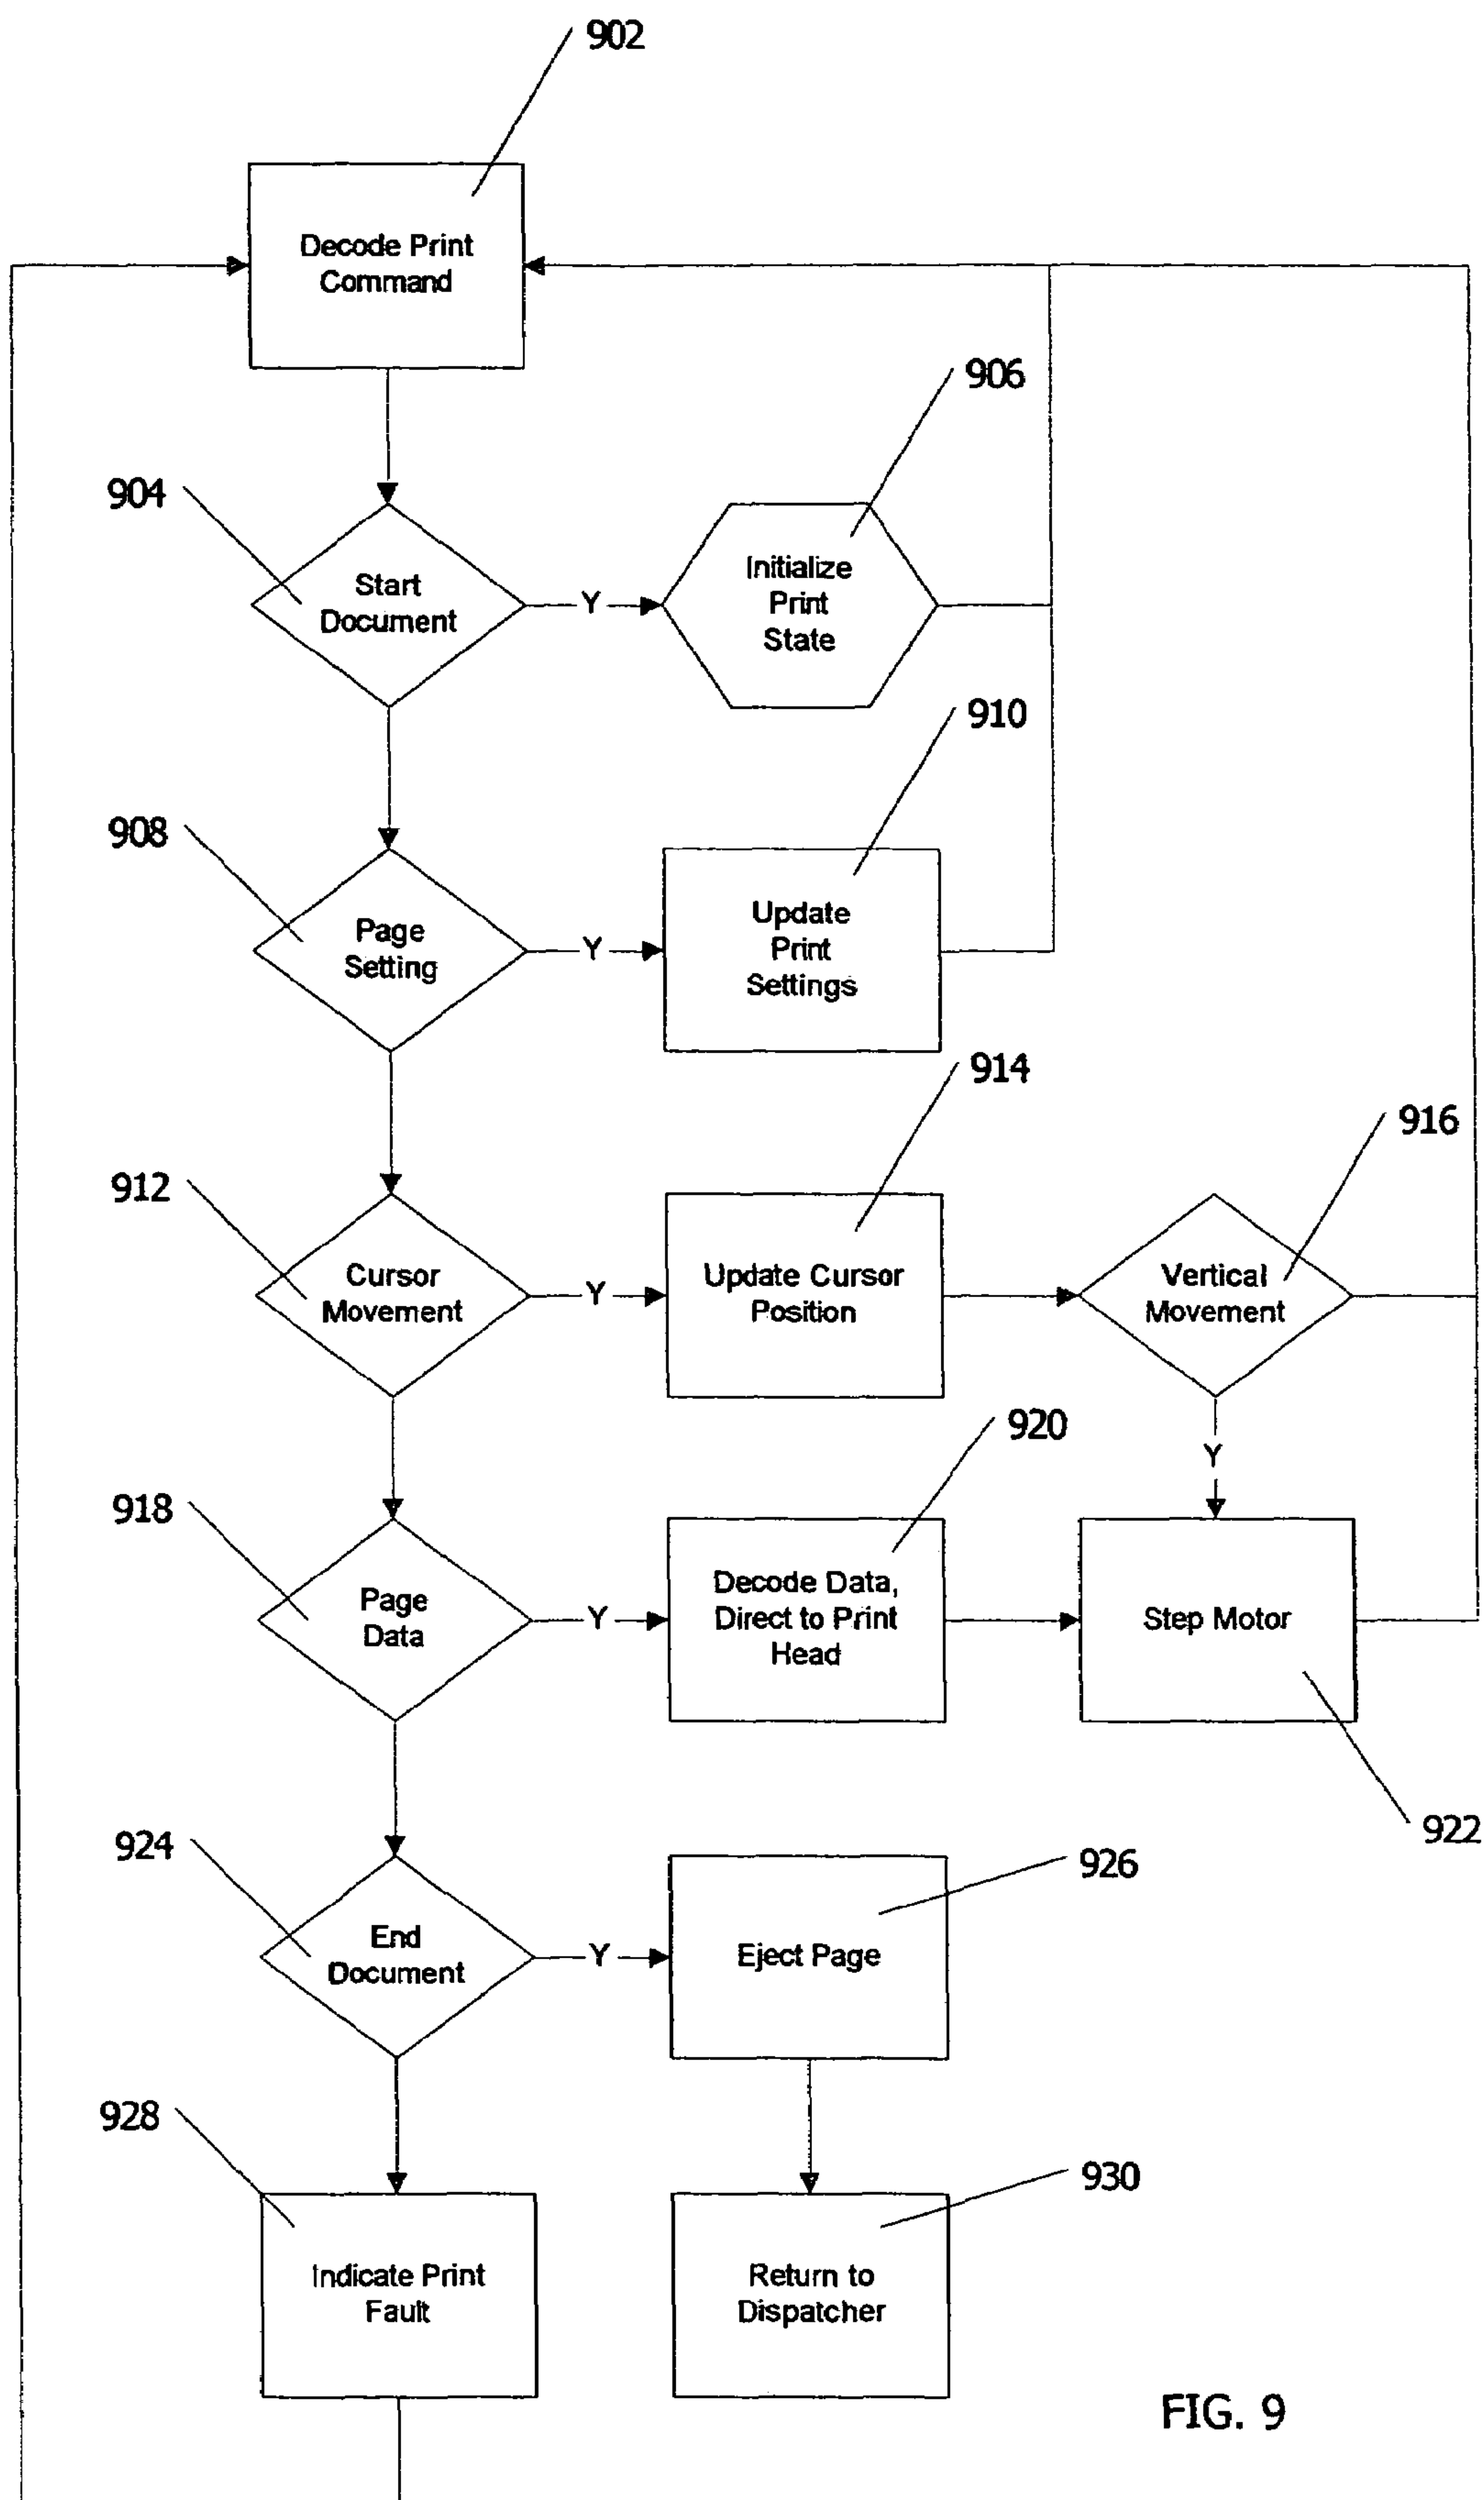 902
Decode Print
Command
906
904
Start
Document
Y
Initialize
Print
State
910
908
Page
Setting
Y
Update
Print
Settings
914
916
912
Cursor
Movement
Y
Update Cursor
Position
Vertical
Movement
920
Y
918
Page
Data
Y
Decode Data,
Direct to Print
Head
Step Motor
922
924
926
End
Document
Y
Eject Page
928
930
Indicate Print
Fault
Return to
Dispatcher
FIG. 9